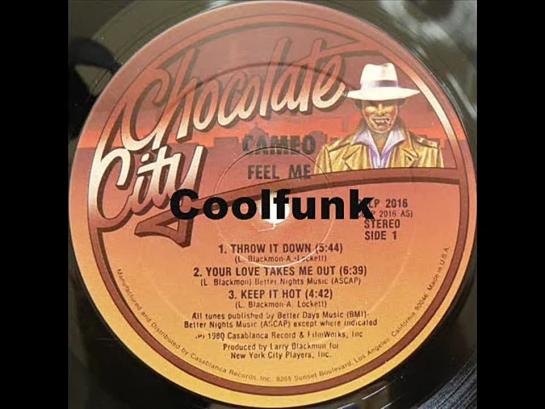 Chocolate
City
CAMEO
FEEL ME
Coolfunk
LP 2016
2016 AS)
STEREO
SIDE 1
1. THROW IT DOWN (5:44)
(L. Blackmon-A. Lockett)
2. YOUR LOVE TAKES ME OUT (6:39)
(L. Blackmon) Better Nights Music (ASCAP)
3. KEEP IT HOT (4:42)
(L. Blackmon-A. Lockett)
All tunes published by Better Days Music (BMI)-
Better Nights Music (ASCAP) except where indicated
℗ 1980 Casablanca Record & FilmWorks, Inc
Produced by Larry Blackmon for
New York City Players, Inc.
Manufactured and Distributed by Casablanca Records, Inc. 8255 Sunset Boulevard, Los Angeles, California 90046. Made in U.S.A.